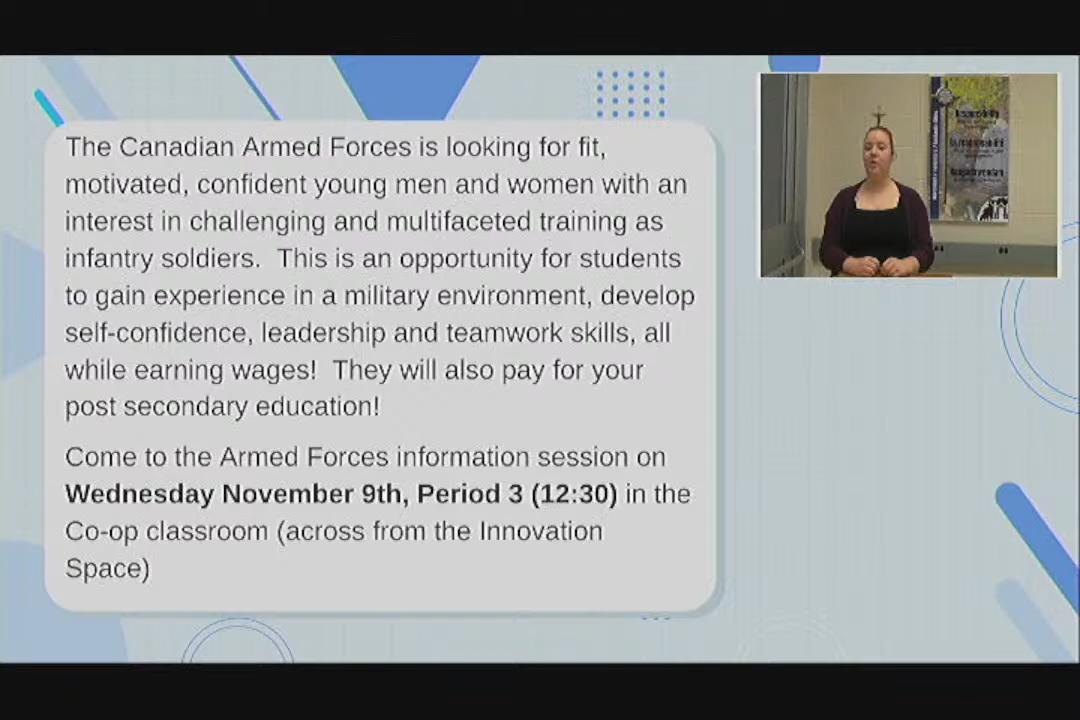 The Canadian Armed Forces is looking for fit,
motivated, confident young men and women with an
interest in challenging and multifaceted training as
infantry soldiers.  This is an opportunity for students
to gain experience in a military environment, develop
self-confidence, leadership and teamwork skills, all
while earning wages!  They will also pay for your
post secondary education!
Come to the Armed Forces information session on
Wednesday November 9th, Period 3 (12:30) in the
Co-op classroom (across from the Innovation
Space)
Responsibility